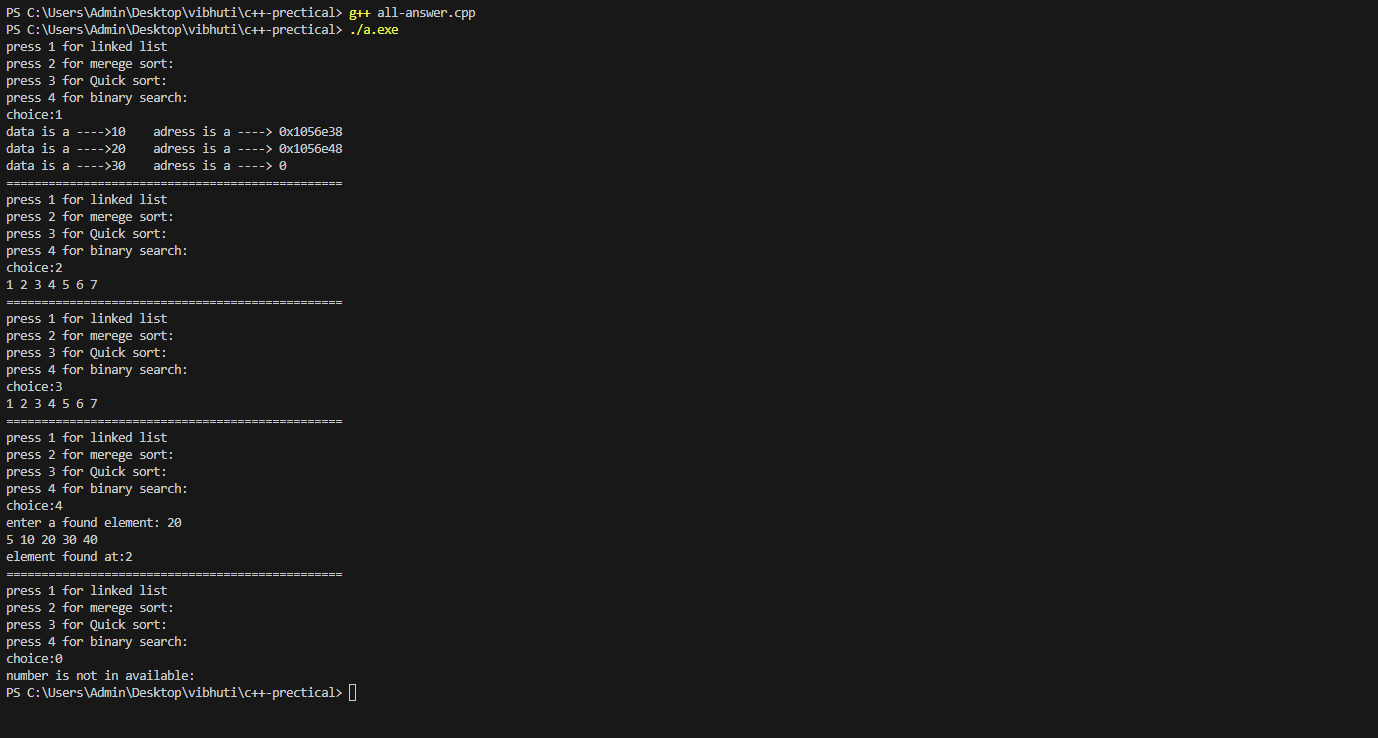 PS C:\Users\Admin\Desktop\vibhuti\c++-prectical> g++ all-answer.cpp
PS C:\Users\Admin\Desktop\vibhuti\c++-prectical> ./a.exe
press 1 for linked list
press 2 for merege sort:
press 3 for Quick sort:
press 4 for binary search:
choice:1
data is a ---->10    adress is a ----> 0x1056e38
data is a ---->20    adress is a ----> 0x1056e48
data is a ---->30    adress is a ----> 0
================================================
press 1 for linked list
press 2 for merege sort:
press 3 for Quick sort:
press 4 for binary search:
choice:2
1 2 3 4 5 6 7
================================================
press 1 for linked list
press 2 for merege sort:
press 3 for Quick sort:
press 4 for binary search:
choice:3
1 2 3 4 5 6 7
================================================
press 1 for linked list
press 2 for merege sort:
press 3 for Quick sort:
press 4 for binary search:
choice:4
enter a found element: 20
5 10 20 30 40
element found at:2
================================================
press 1 for linked list
press 2 for merege sort:
press 3 for Quick sort:
press 4 for binary search:
choice:0
number is not in available:
PS C:\Users\Admin\Desktop\vibhuti\c++-prectical>